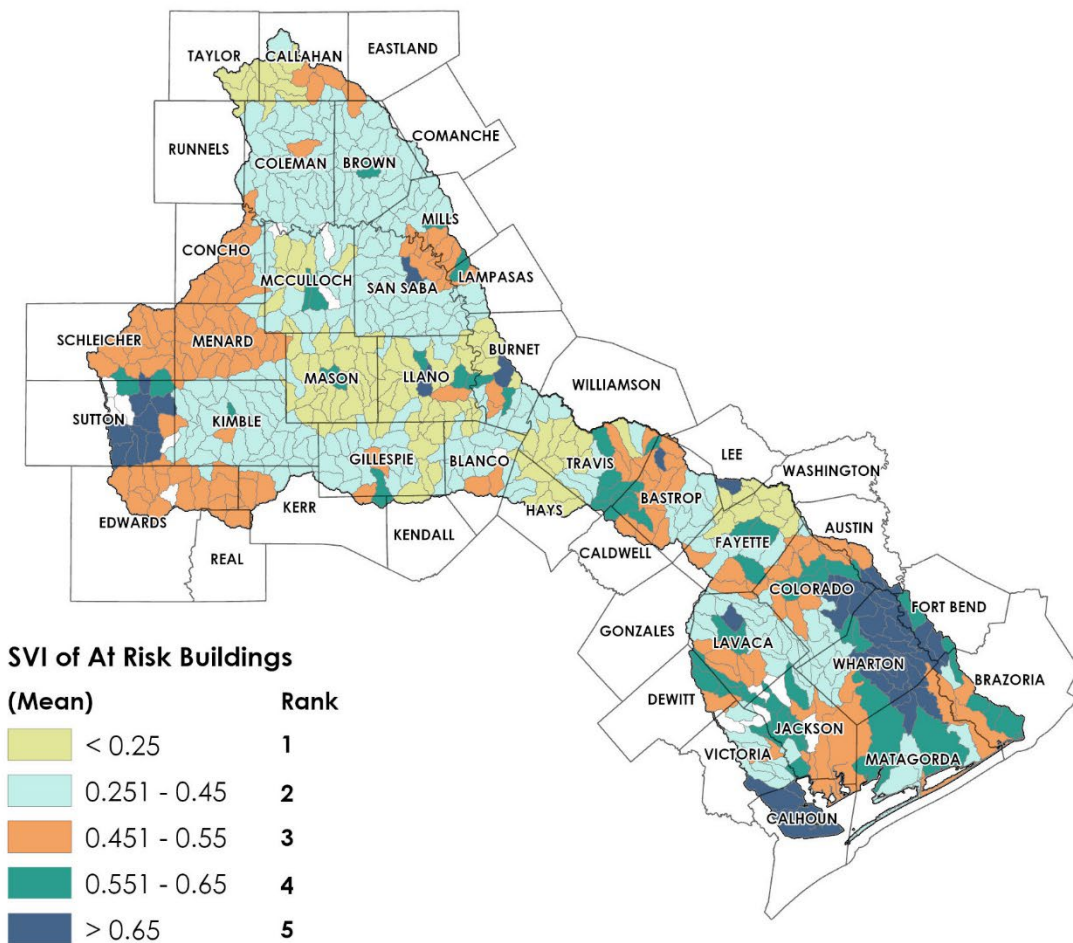 TAYLOR
CALLAHAN
EASTLAND
RUNNELS
COLEMAN
BROWN
COMANCHE
CONCHO
MCCULLOCH
SAN SABA
MILLS
LAMPASAS
SCHLEICHER
MENARD
MASON
LLANO
BURNET
WILLIAMSON
SUTTON
KIMBLE
GILLESPIE
BLANCO
TRAVIS
LEE
WASHINGTON
EDWARDS
KERR
HAYS
BASTROP
REAL
KENDALL
CALDWELL
FAYETTE
AUSTIN
GONZALES
COLORADO
FORT BEND
LAVACA
WHARTON
BRAZORIA
DEWITT
JACKSON
VICTORIA
MATAGORDA
CALHOUN
SVI of At Risk Buildings
(Mean) Rank
< 0.25 1
0.251 - 0.45 2
0.451 - 0.55 3
0.551 - 0.65 4
> 0.65 5